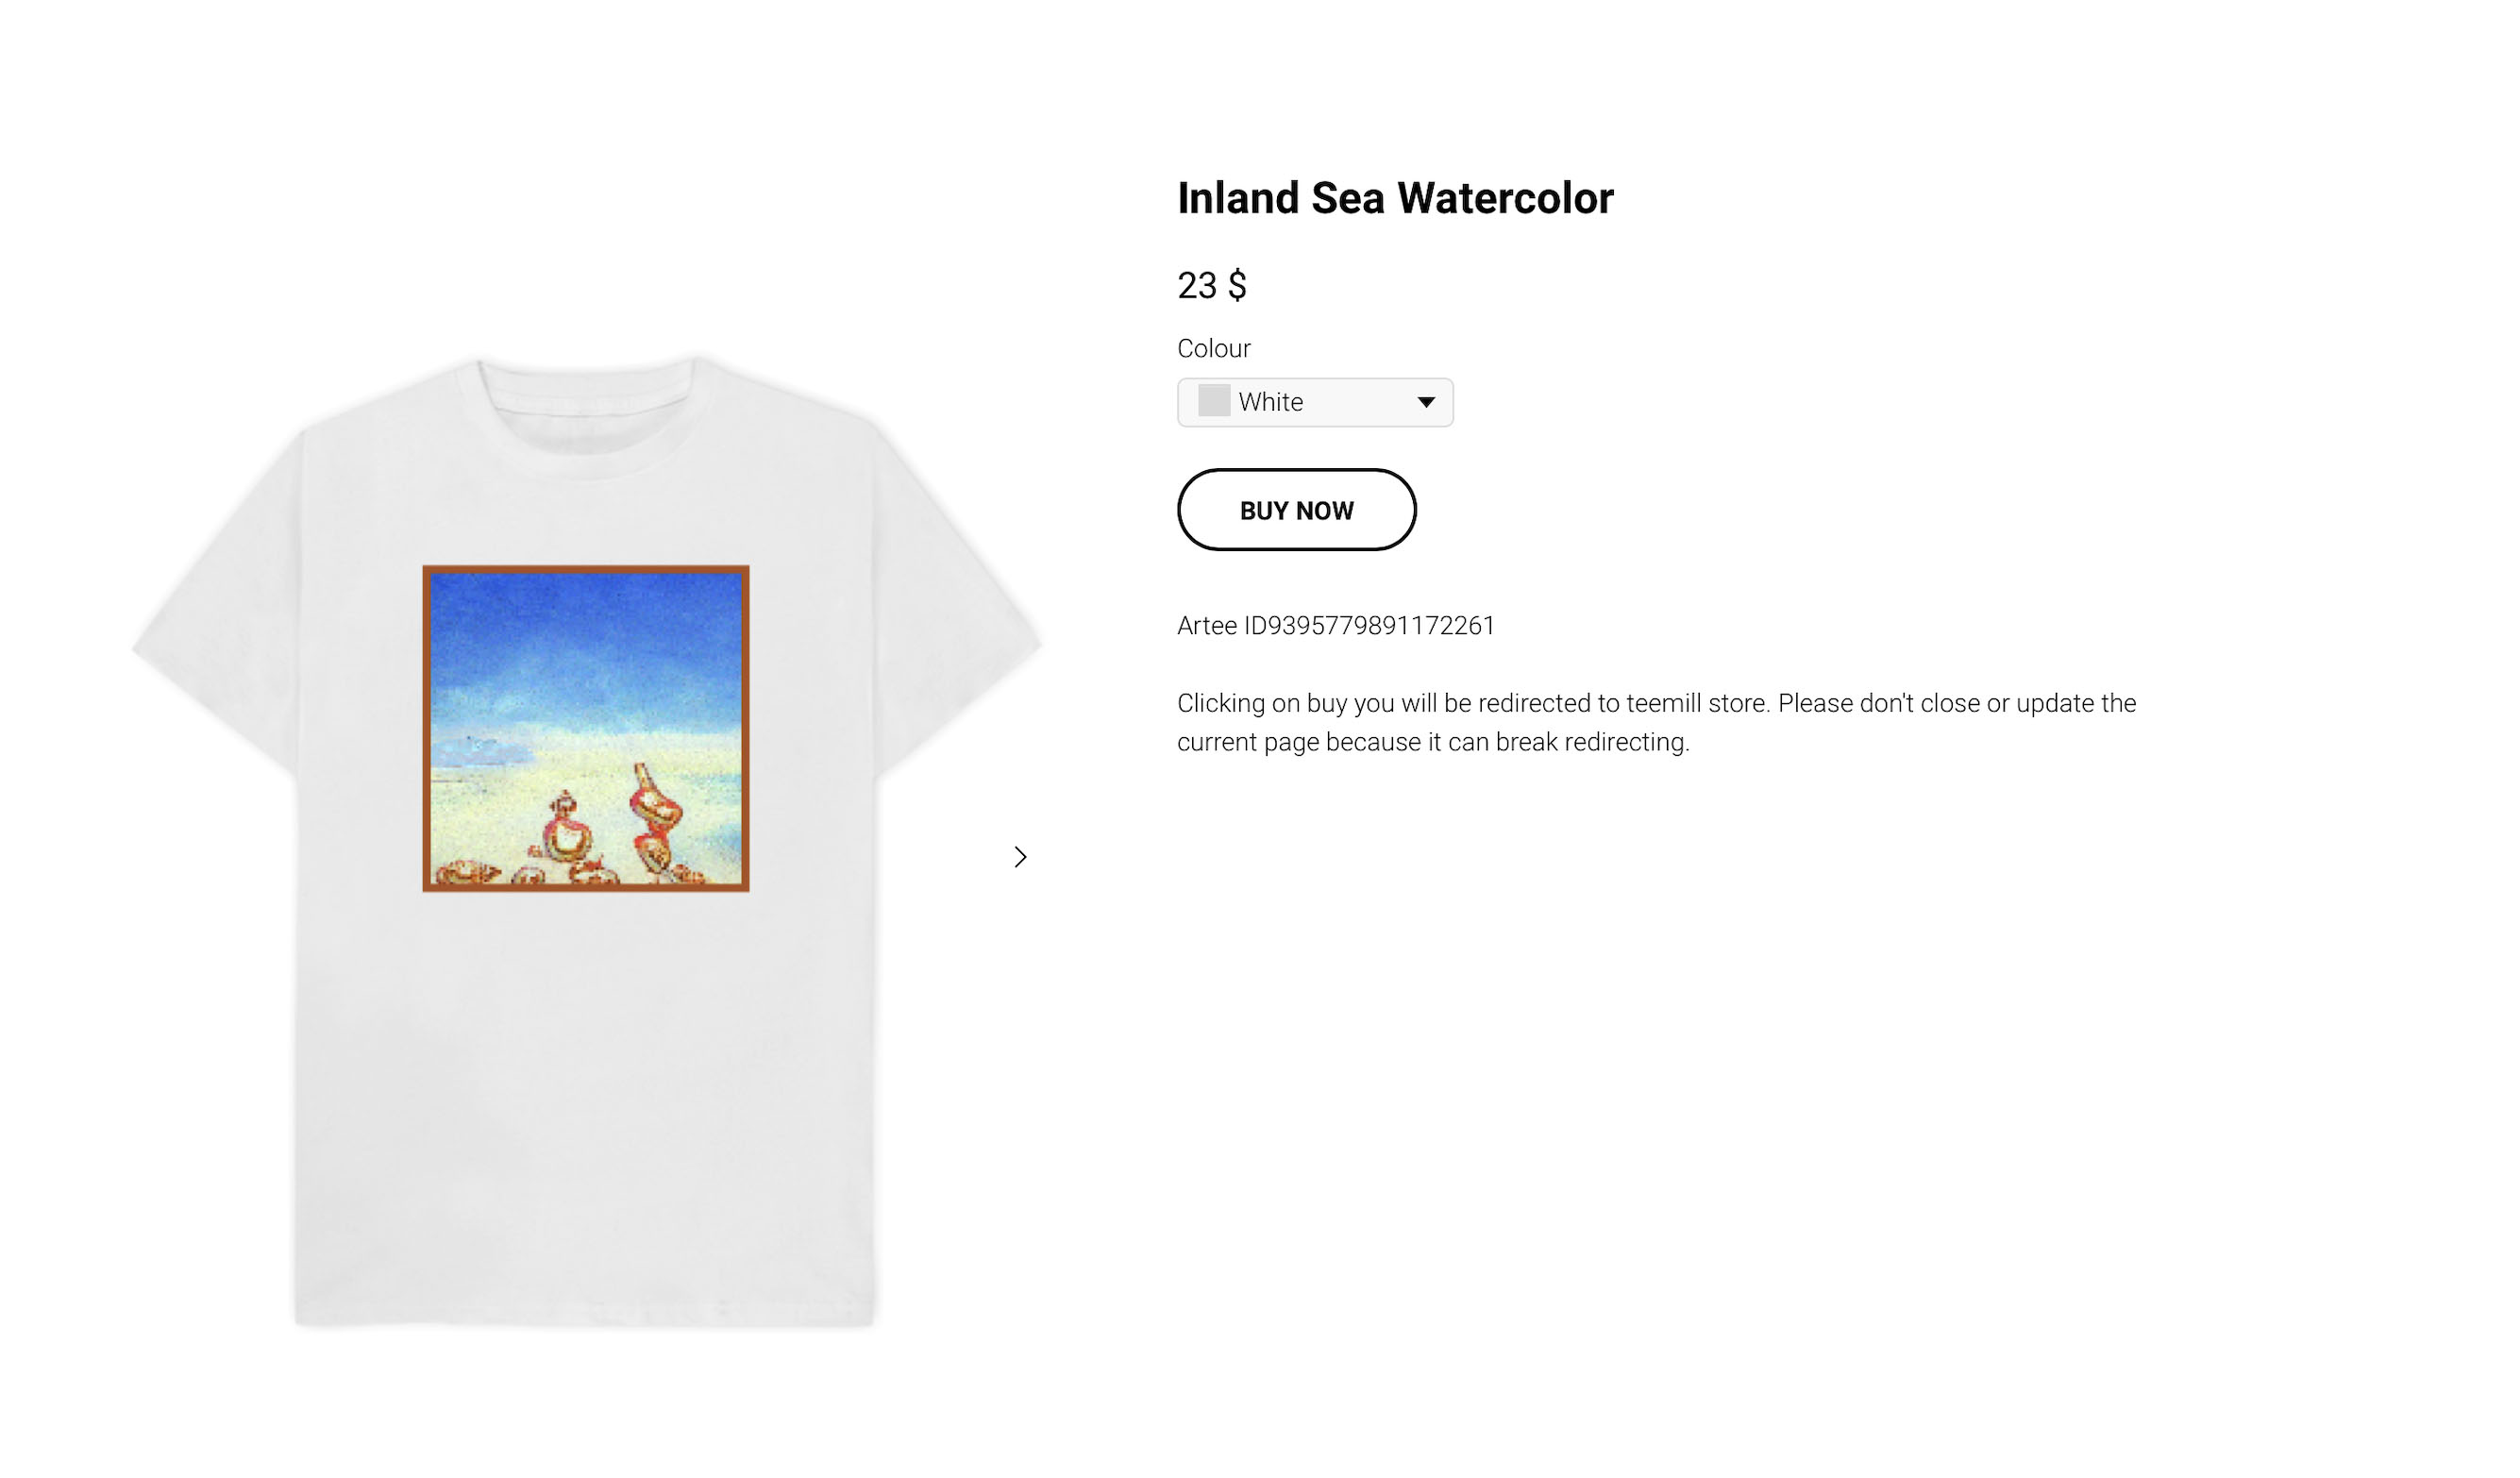 Inland Sea Watercolor
23 $
Colour
White
BUY NOW
Artee ID9395779891172261
Clicking on buy you will be redirected to teemill store. Please don't close or update the
current page because it can break redirecting.